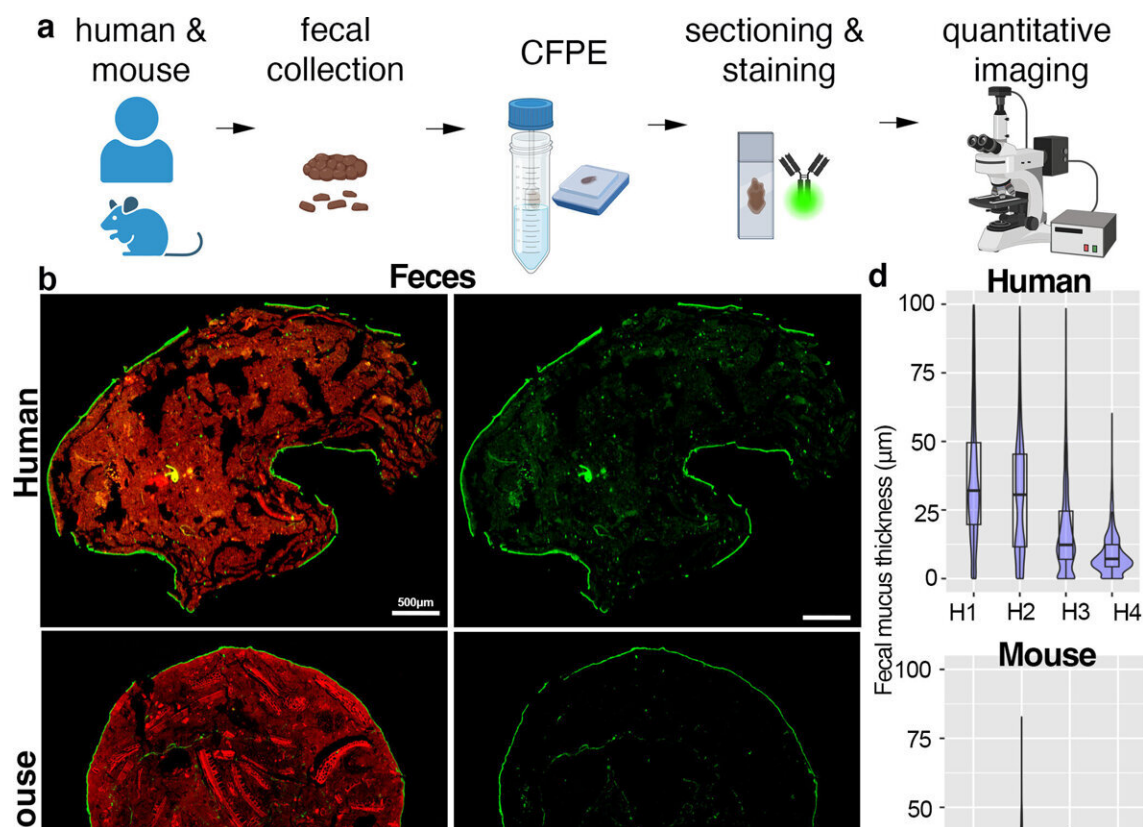 a
human &
mouse
fecal
collection
CFPE
sectioning &
staining
quantitative
imaging
b
Feces
Human
500µm
ouse
d
Human
Fecal mucus thickness (µm)
100
75
50
25
0
H1 H2 H3 H4
Mouse
100
75
50